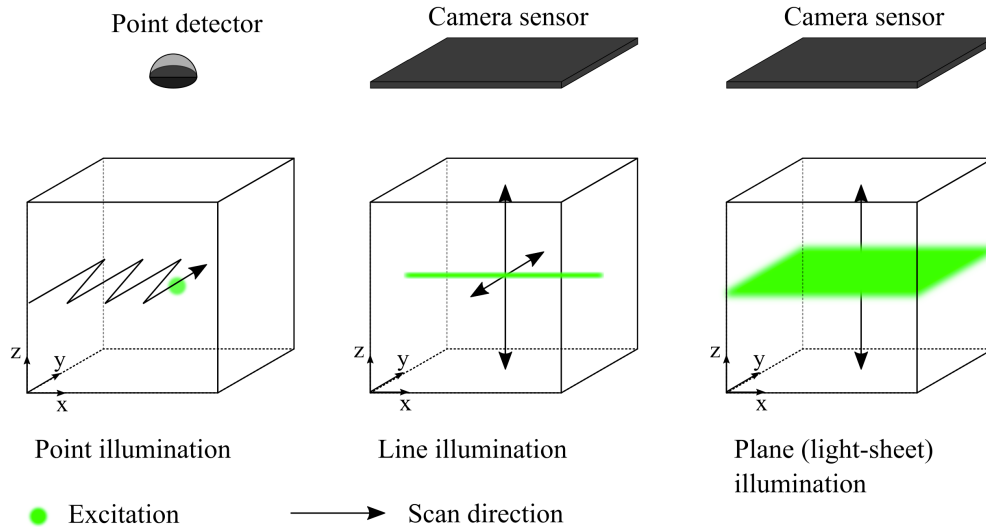 Point detector
Camera sensor
Camera sensor
z
y
x
z
y
x
z
y
x
Point illumination
Line illumination
Plane (light-sheet)
illumination
Excitation
Scan direction